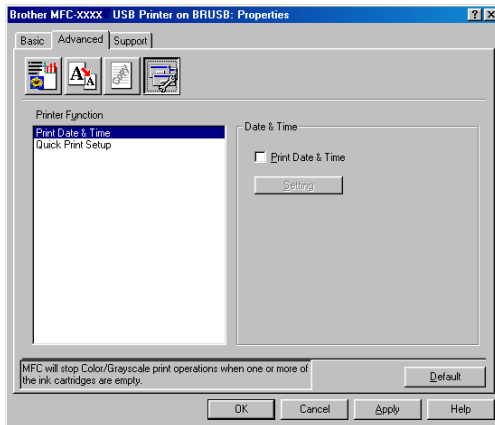 Brother MFC-XXXX   USB Printer on BRUSB: Properties
Basic
Advanced
Support
Printer Function
Print Date & Time
Quick Print Setup
Date & Time
Print Date & Time
Setting
MFC will stop Color/Grayscale print operations when one or more of
the ink cartridges are empty.
Default
OK
Cancel
Apply
Help